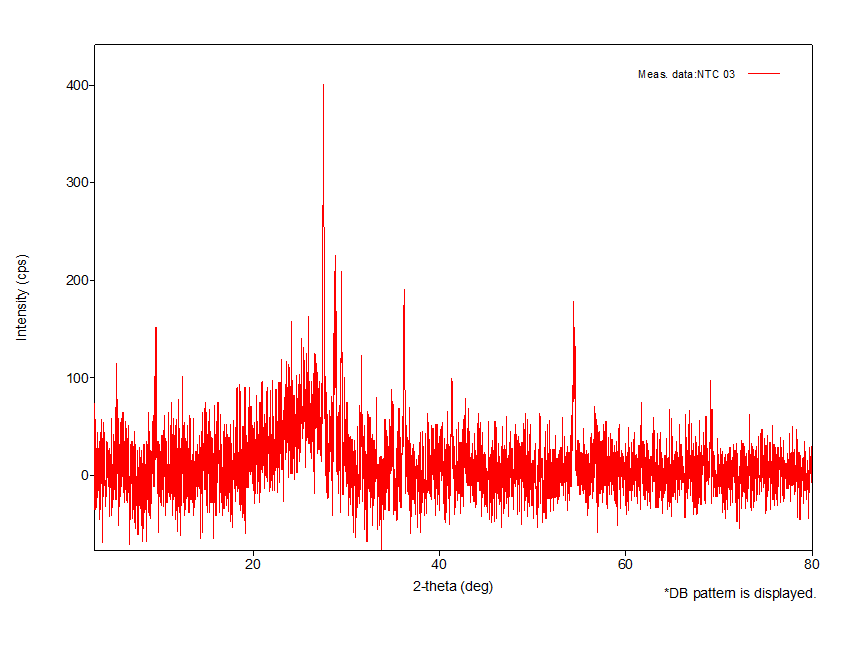 Meas. data:NTC 03
400
300
200
100
0
Intensity (cps)
20
40
60
80
2-theta (deg)
*DB pattern is displayed.